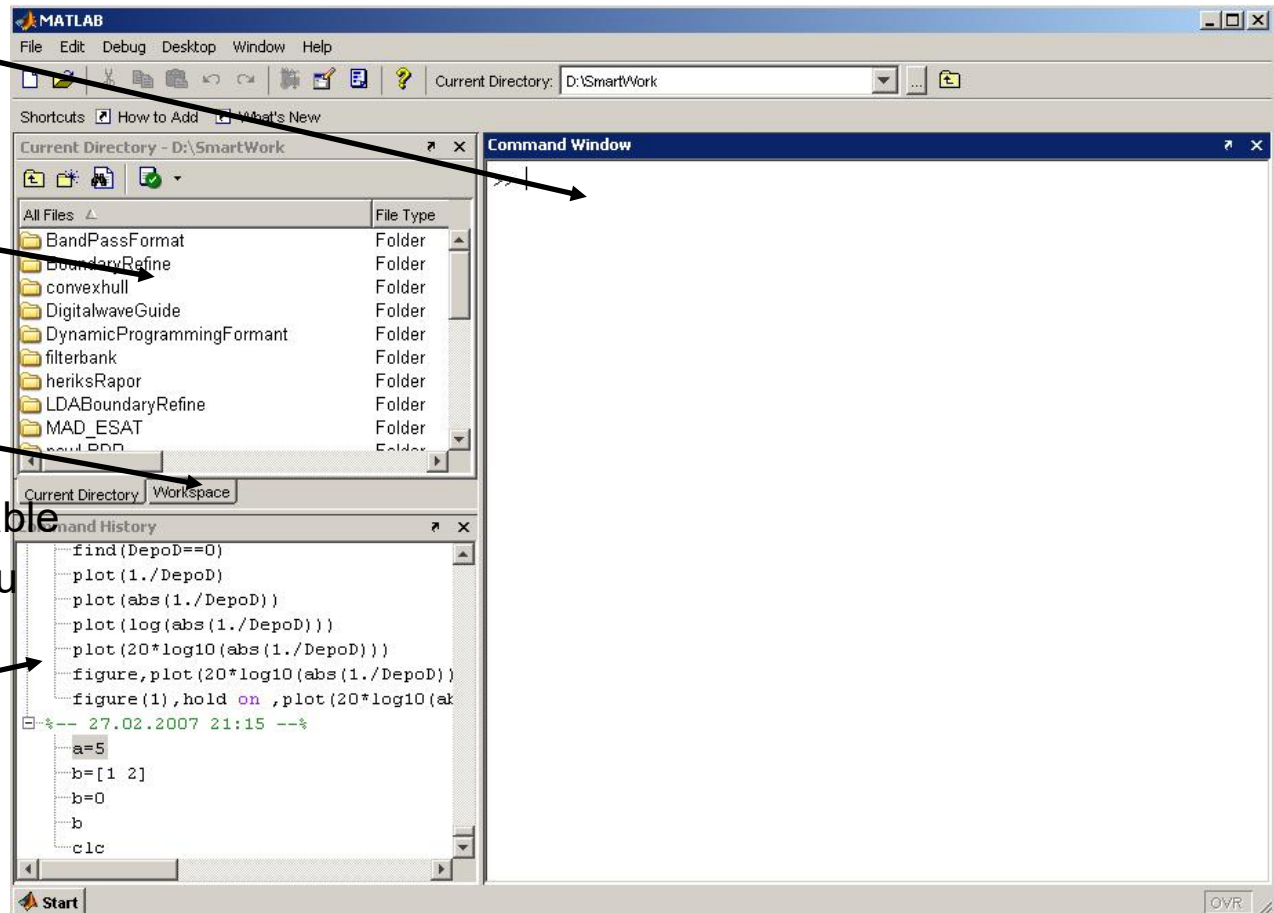 MATLAB
File Edit Debug Desktop Window Help
Current Directory: D:\SmartWork
Shortcuts How to Add What's New
Current Directory - D:\SmartWork
All Files File Type
BandPassFormat Folder
BoundaryRefine Folder
convexhull Folder
DigitalwaveGuide Folder
DynamicProgrammingFormant Folder
filterbank Folder
heriksRapor Folder
LDABoundaryRefine Folder
MAD_ESAT Folder
Folder
Current Directory Workspace
ble
Command History
find(DepoD==0)
plot(1./DepoD)
u
plot(abs(1./DepoD))
plot(log(abs(1./DepoD)))
plot(20*log10(abs(1./DepoD)))
figure,plot(20*log10(abs(1./DepoD))
figure(1),hold on ,plot(20*log10(ab
%-- 27.02.2007 21:15 --%
a=5
b=[1 2]
b=0
b
clc
Command Window
>>
Start
OVR